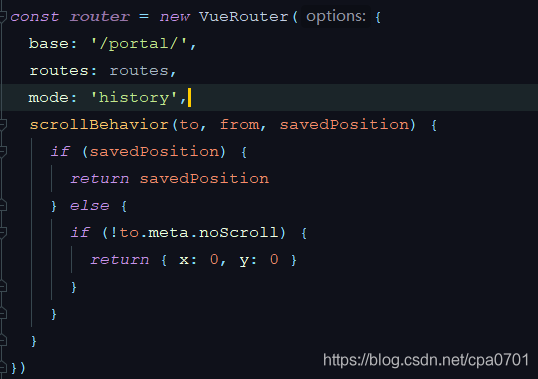 const router = new VueRouter( options: {
  base: '/portal/',
  routes: routes,
  mode: 'history',
  scrollBehavior(to, from, savedPosition) {
    if (savedPosition) {
      return savedPosition
    } else {
      if (!to.meta.noScroll) {
        return { x: 0, y: 0 }
      }
    }
  }
})
https://blog.csdn.net/cpa0701